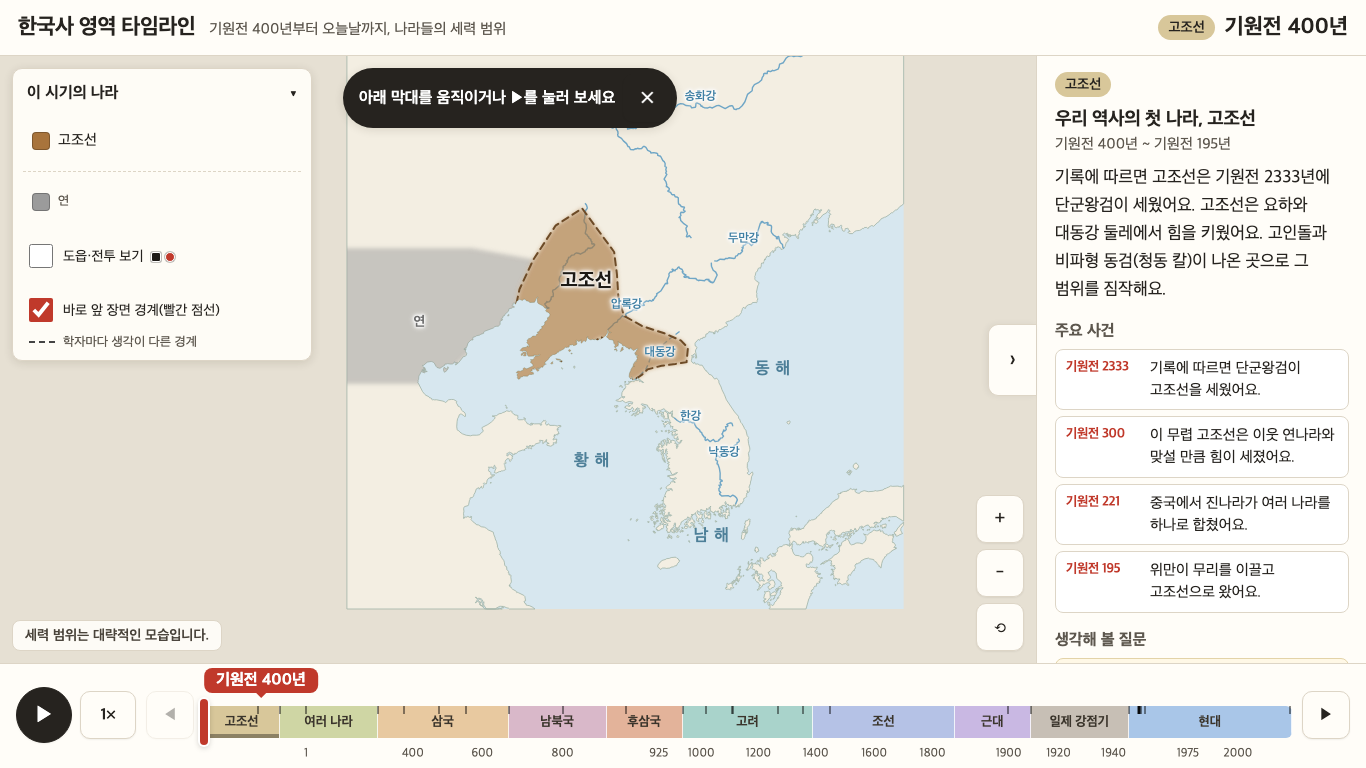 한국사 영역 타임라인 기원전 400년부터 오늘날까지, 나라들의 세력 범위
고조선 기원전 400년
이 시기의 나라 ▼
고조선
연
도읍·전투 보기
바로 앞 장면 경계(빨간 점선)
학자마다 생각이 다른 경계
아래 막대를 움직이거나 ▶를 눌러 보세요 ✕
송화강
두만강
고조선
압록강
연
대동강
동 해
한강
낙동강
황 해
남 해
›
+
−
⟲
세력 범위는 대략적인 모습입니다.
고조선
우리 역사의 첫 나라, 고조선
기원전 400년 ~ 기원전 195년
기록에 따르면 고조선은 기원전 2333년에
단군왕검이 세웠어요. 고조선은 요하와
대동강 둘레에서 힘을 키웠어요. 고인돌과
비파형 동검(청동 칼)이 나온 곳으로 그
범위를 짐작해요.
주요 사건
기원전 2333 기록에 따르면 단군왕검이
고조선을 세웠어요.
기원전 300 이 무렵 고조선은 이웃 연나라와
맞설 만큼 힘이 세졌어요.
기원전 221 중국에서 진나라가 여러 나라를
하나로 합쳤어요.
기원전 195 위만이 무리를 이끌고
고조선으로 왔어요.
생각해 볼 질문
기원전 400년
▶ 1× ◀
고조선 여러 나라 삼국 남북국 후삼국 고려 조선 근대 일제 강점기 현대
▶
1 400 600 800 925 1000 1200 1400 1600 1800 1900 1920 1940 1975 2000